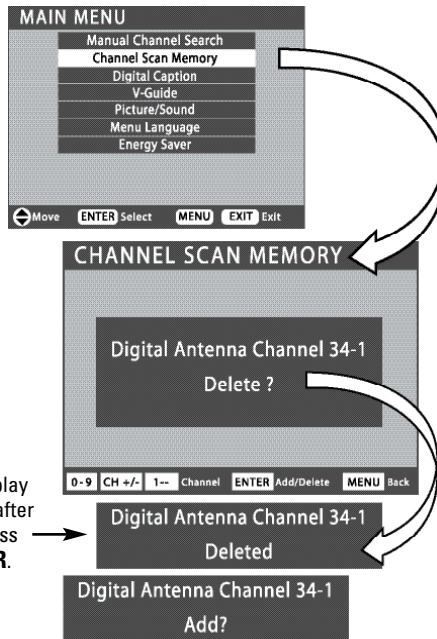 MAIN MENU
Manual Channel Search
Channel Scan Memory
Digital Caption
V-Guide
Picture/Sound
Menu Language
Energy Saver
Move ENTER Select MENU EXIT Exit
CHANNEL SCAN MEMORY
Digital Antenna Channel 34-1
Delete ?
0-9 CH +/- 1-- Channel ENTER Add/Delete MENU Back
play
after
ss
R.
Digital Antenna Channel 34-1
Deleted
Digital Antenna Channel 34-1
Add?